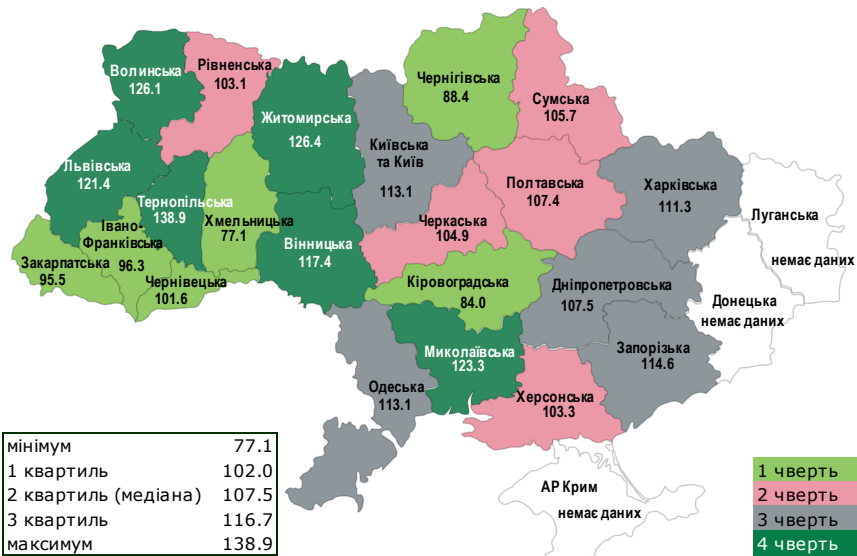 Волинська
126.1
Рівненська
103.1
Житомирська
126.4
Чернігівська
88.4
Сумська
105.7
Київська
та Київ
113.1
Львівська
121.4
Тернопільська
138.9
Хмельницька
77.1
Івано-
Франківська
96.3
Закарпатська
95.5
Чернівецька
101.6
Вінницька
117.4
Черкаська
104.9
Полтавська
107.4
Харківська
111.3
Луганська
немає даних
Донецька
немає даних
Кіровоградська
84.0
Дніпропетровська
107.5
Запорізька
114.6
Миколаївська
123.3
Одеська
113.1
Херсонська
103.3
АР Крим
немає даних
мінімум 77.1
1 квартиль 102.0
2 квартиль (медіана) 107.5
3 квартиль 116.7
максимум 138.9
1 чверть
2 чверть
3 чверть
4 чверть